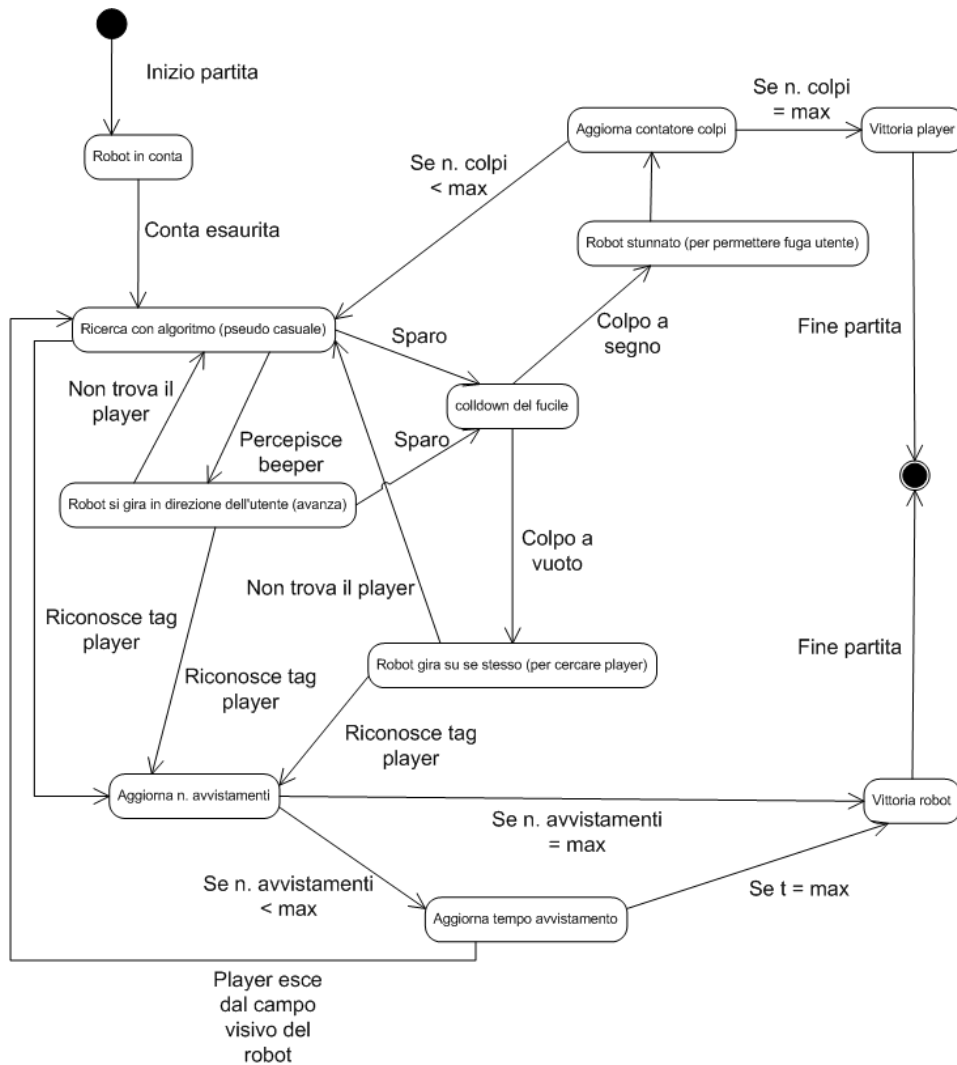 Inizio partita
Se n. colpi
= max
Aggiorna contatore colpi
Vittoria player
Robot in conta
Se n. colpi
< max
Conta esaurita
Robot stunnato (per permettere fuga utente)
Ricerca con algoritmo (pseudo casuale)
Sparo
Colpo a
segno
Fine partita
Non trova il
player
colldown del fucile
Percepisce
beeper
Sparo
Robot si gira in direzione dell'utente (avanza)
Colpo a
vuoto
Non trova il player
Riconosce tag
player
Fine partita
Robot gira su se stesso (per cercare player)
Riconosce tag
player
Riconosce tag
player
Aggiorna n. avvistamenti
Vittoria robot
Se n. avvistamenti
= max
Se n. avvistamenti
< max
Se t = max
Aggiorna tempo avvistamento
Player esce
dal campo
visivo del
robot